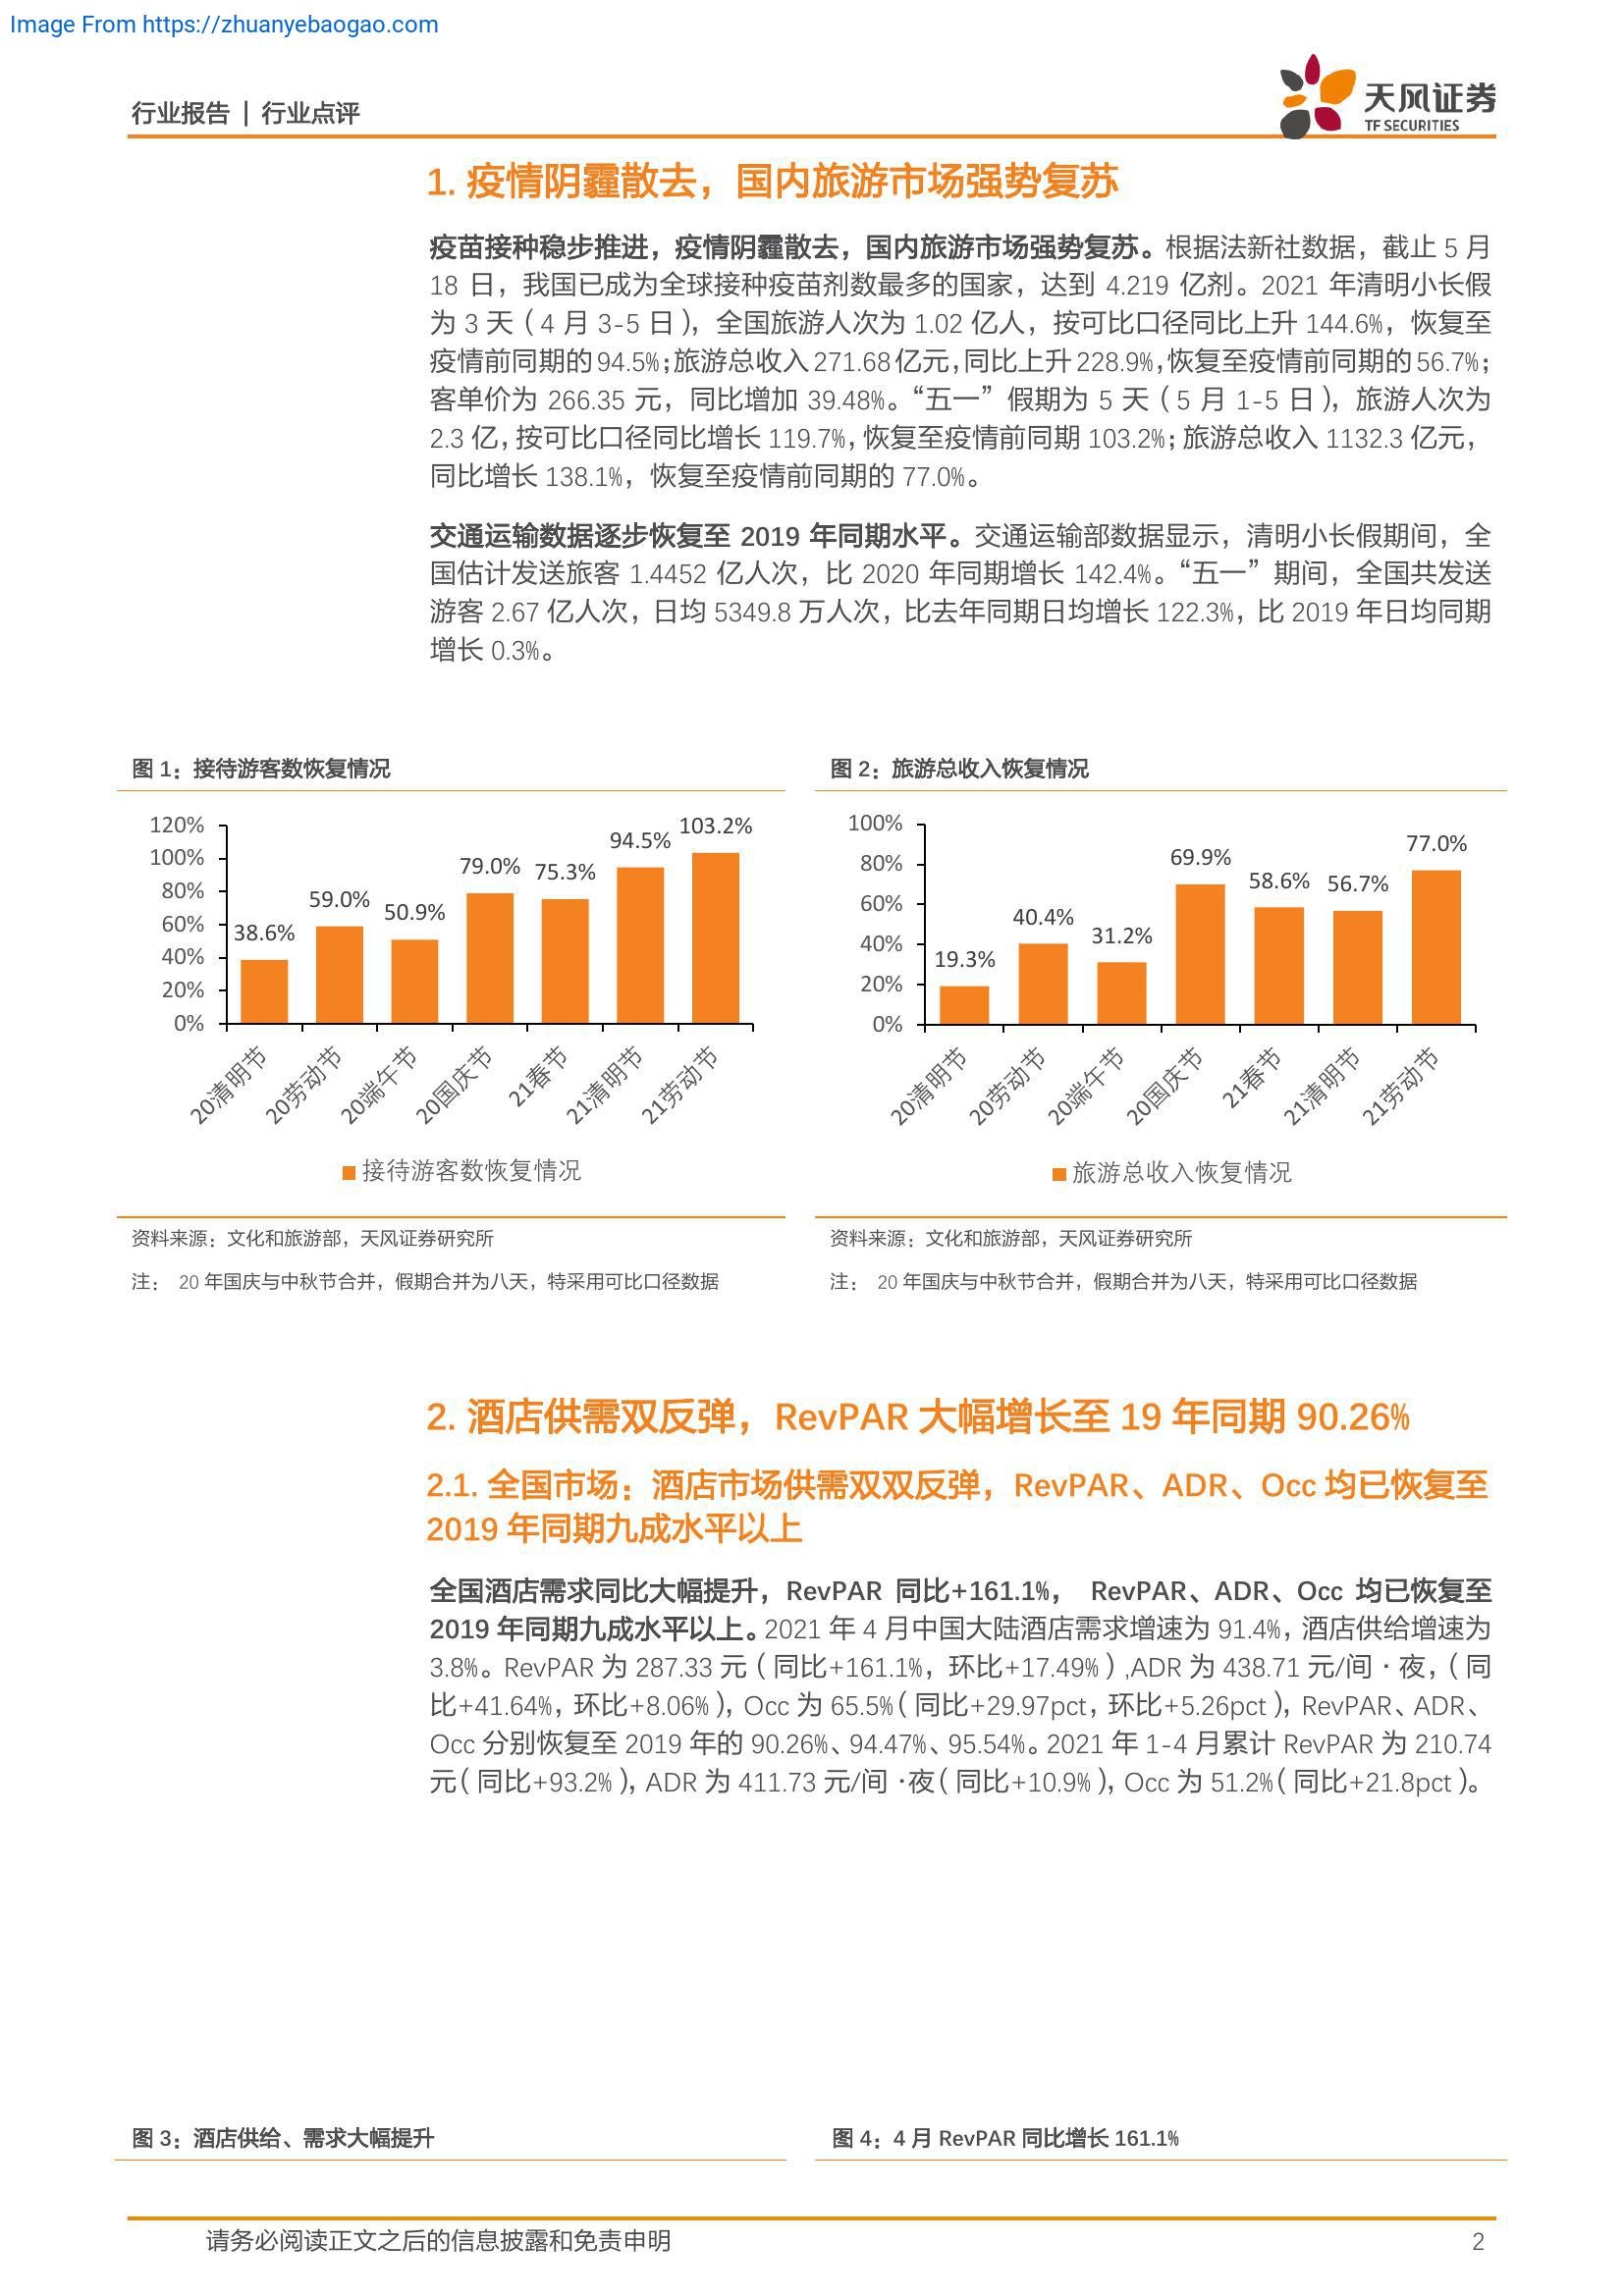 Image From https://zhuanyebaogao.com
行业报告 | 行业点评
天风证券
TF SECURITIES
1. 疫情阴霾散去，国内旅游市场强势复苏
疫苗接种稳步推进，疫情阴霾散去，国内旅游市场强势复苏。根据法新社数据，截止 5 月
18 日，我国已成为全球接种疫苗剂数最多的国家，达到 4.219 亿剂。2021 年清明小长假
为 3 天（4 月 3-5 日），全国旅游人次为 1.02 亿人，按可比口径同比上升 144.6%，恢复至
疫情前同期的 94.5%；旅游总收入 271.68 亿元，同比上升 228.9%，恢复至疫情前同期的 56.7%；
客单价为 266.35 元，同比增加 39.48%。“五一”假期为 5 天（5 月 1-5 日），旅游人次为
2.3 亿，按可比口径同比增长 119.7%，恢复至疫情前同期 103.2%；旅游总收入 1132.3 亿元，
同比增长 138.1%，恢复至疫情前同期的 77.0%。
交通运输数据逐步恢复至 2019 年同期水平。交通运输部数据显示，清明小长假期间，全
国估计发送旅客 1.4452 亿人次，比 2020 年同期增长 142.4%。“五一”期间，全国共发送
游客 2.67 亿人次，日均 5349.8 万人次，比去年同期日均增长 122.3%，比 2019 年日均同期
增长 0.3%。
图 1：接待游客数恢复情况
120%
100%
80%
60%
40%
20%
0%
38.6%
59.0%
50.9%
79.0%
75.3%
94.5%
103.2%
20清明节
20劳动节
20端午节
20国庆节
21春节
21清明节
21劳动节
接待游客数恢复情况
资料来源：文化和旅游部，天风证券研究所
注： 20 年国庆与中秋节合并，假期合并为八天，特采用可比口径数据
图 2：旅游总收入恢复情况
100%
80%
60%
40%
20%
0%
19.3%
40.4%
31.2%
69.9%
58.6%
56.7%
77.0%
20清明节
20劳动节
20端午节
20国庆节
21春节
21清明节
21劳动节
旅游总收入恢复情况
资料来源：文化和旅游部，天风证券研究所
注： 20 年国庆与中秋节合并，假期合并为八天，特采用可比口径数据
2. 酒店供需双反弹，RevPAR 大幅增长至 19 年同期 90.26%
2.1. 全国市场：酒店市场供需双双反弹，RevPAR、ADR、Occ 均已恢复至
2019 年同期九成水平以上
全国酒店需求同比大幅提升，RevPAR 同比+161.1%， RevPAR、ADR、Occ 均已恢复至
2019 年同期九成水平以上。2021 年 4 月中国大陆酒店需求增速为 91.4%，酒店供给增速为
3.8%。RevPAR 为 287.33 元（同比+161.1%，环比+17.49%）,ADR 为 438.71 元/间·夜，（同
比+41.64%，环比+8.06%），Occ 为 65.5%（同比+29.97pct，环比+5.26pct），RevPAR、ADR、
Occ 分别恢复至 2019 年的 90.26%、94.47%、95.54%。2021 年 1-4 月累计 RevPAR 为 210.74
元（同比+93.2%），ADR 为 411.73 元/间 ·夜（同比+10.9%），Occ 为 51.2%（同比+21.8pct）。
图 3：酒店供给、需求大幅提升
图 4：4 月 RevPAR 同比增长 161.1%
请务必阅读正文之后的信息披露和免责申明
2